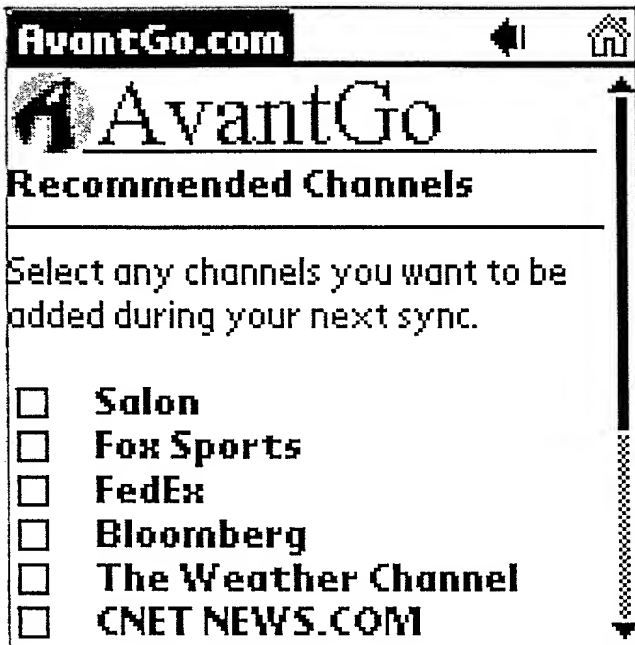 AvantGo.com
AvantGo
Recommended Channels
Select any channels you want to be
added during your next sync.
Salon
Fox Sports
FedEx
Bloomberg
The Weather Channel
CNET NEWS.COM